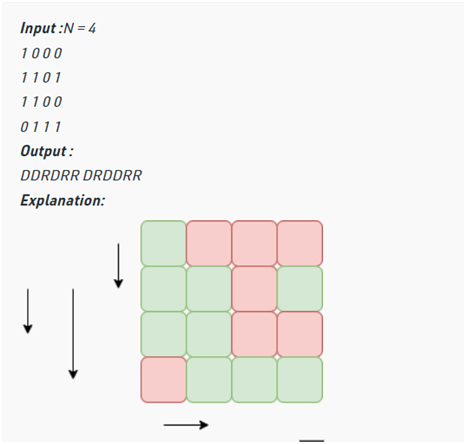 Input :N = 4
1 0 0 0
1 1 0 1
1 1 0 0
0 1 1 1
Output :
DDRDRR DRDDRR
Explanation: